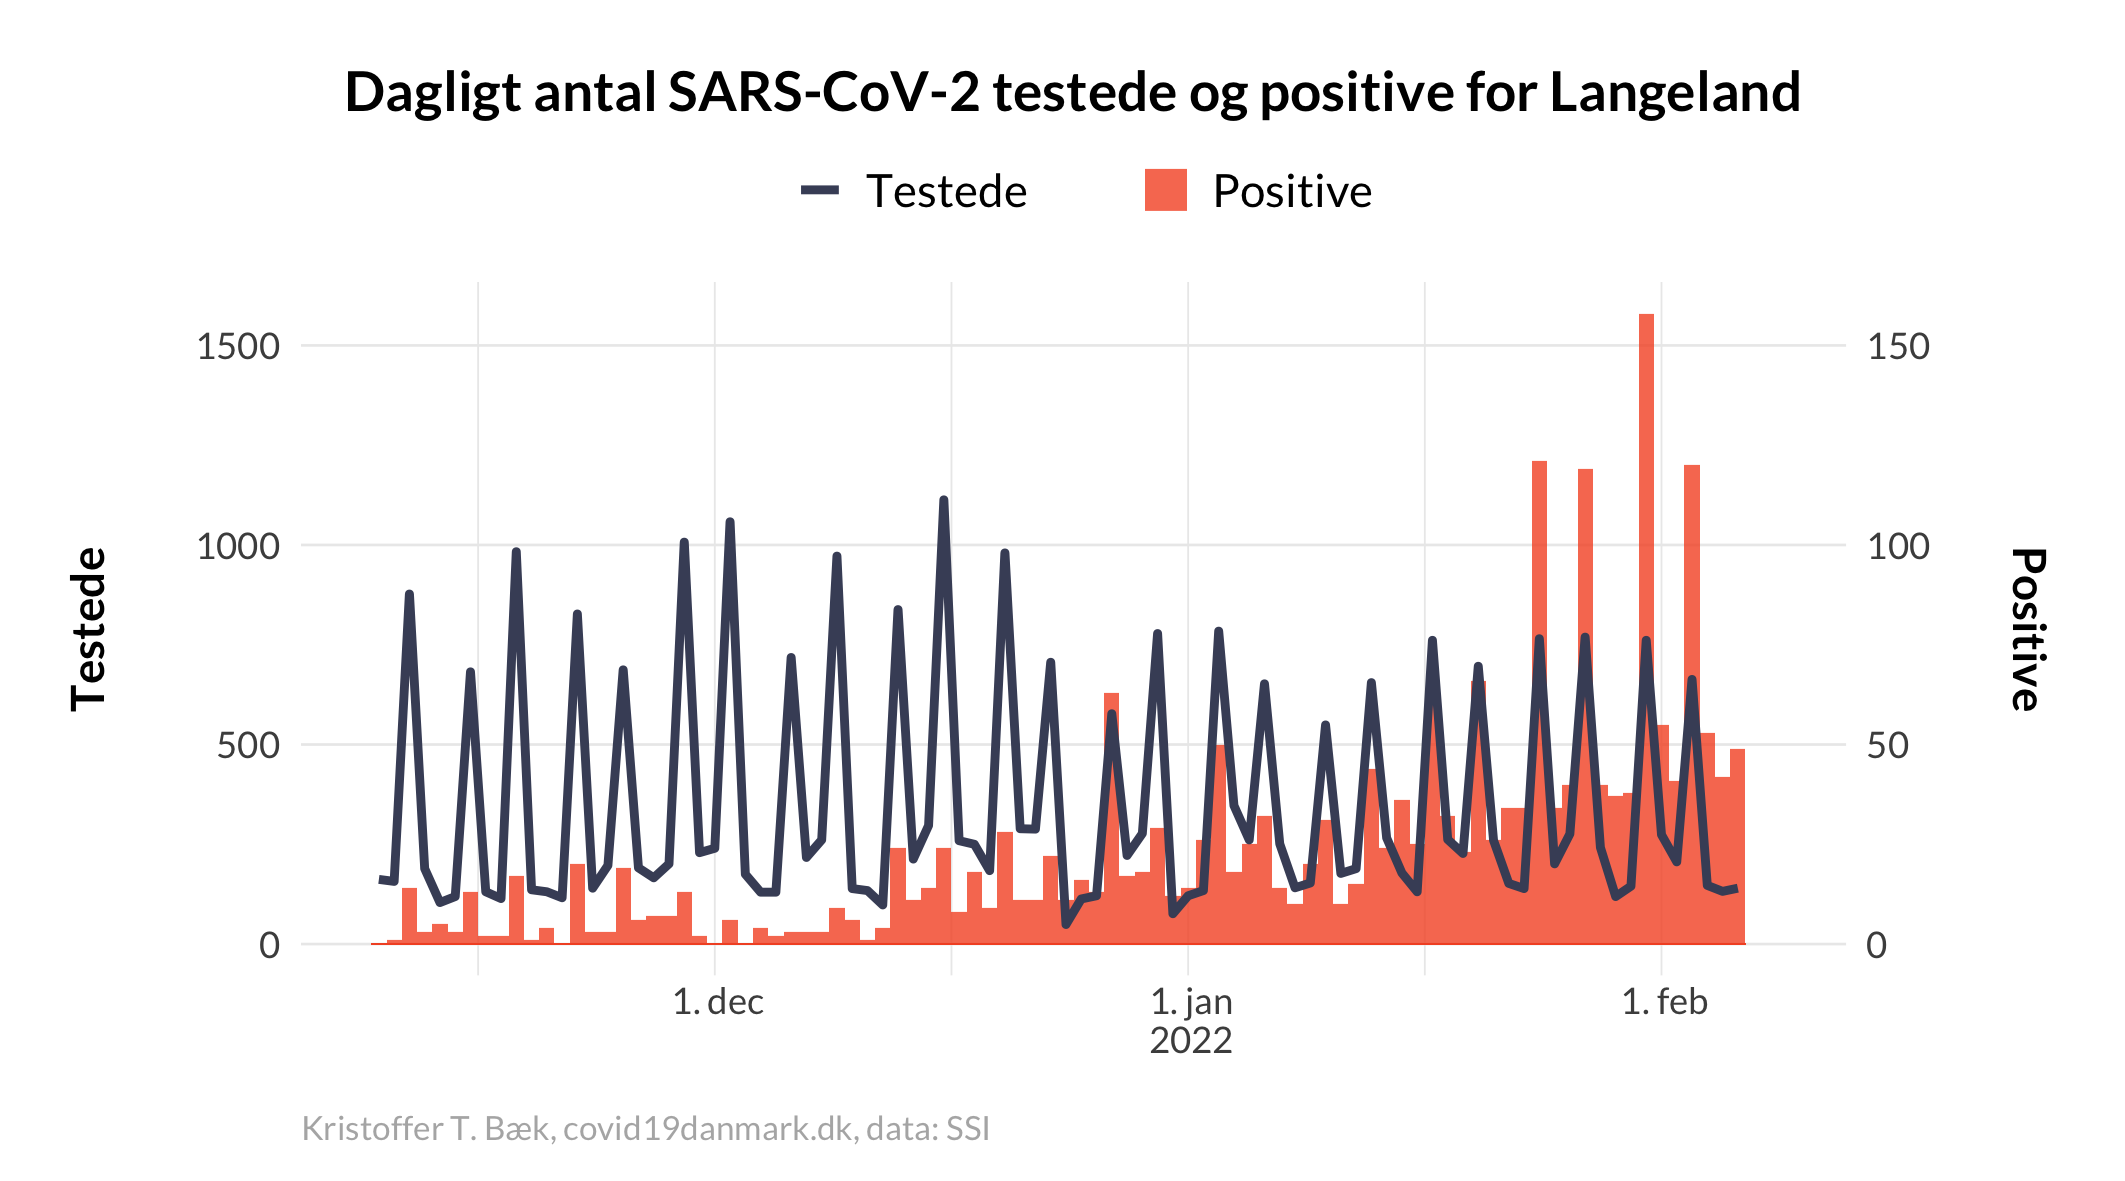 Dagligt antal SARS-CoV-2 testede og positive for Langeland
Testede
Positive
1500
1000
500
0
150
100
50
0
Testede
Positive
1. dec
1. jan
2022
1. feb
Kristoffer T. Bæk, covid19danmark.dk, data: SSI